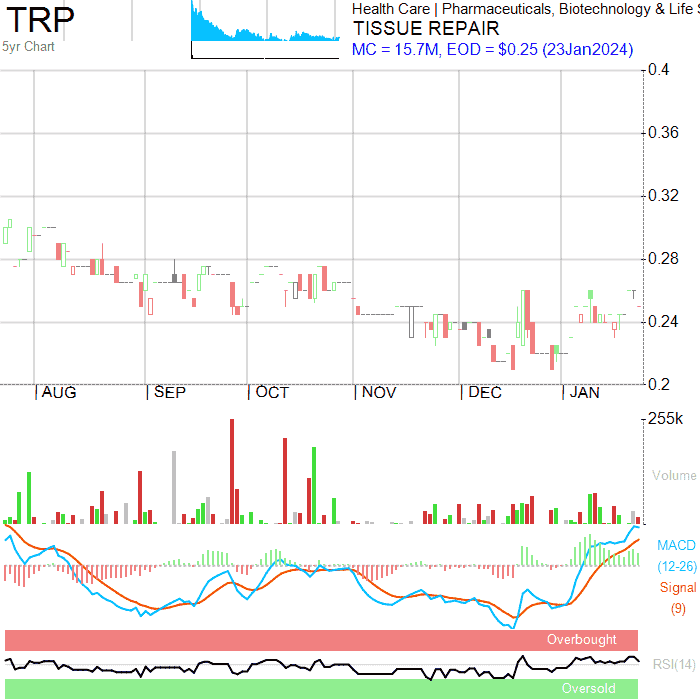 TRP
5yr Chart
Health Care | Pharmaceuticals, Biotechnology & Life S
TISSUE REPAIR
MC = 15.7M, EOD = $0.25 (23Jan2024)
0.4
0.36
0.32
0.28
0.24
0.2
AUG SEP OCT NOV DEC JAN
255k
Volume
MACD
(12-26)
Signal
(9)
Overbought
RSI(14)
Oversold